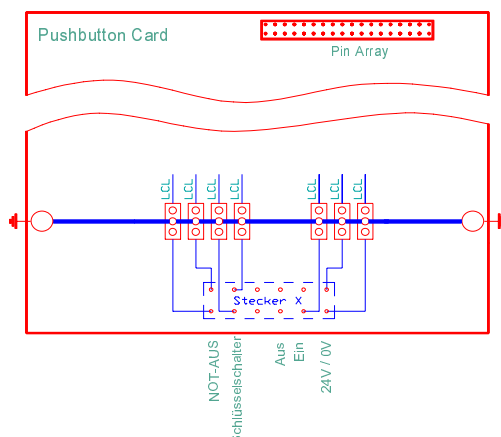 Pushbutton Card
Pin Array
LCL
LCL
LCL
LCL
LCL
LCL
LCL
Stecker X
NOT-AUS
Schlüsselschalter
Aus
Ein
24V / 0V